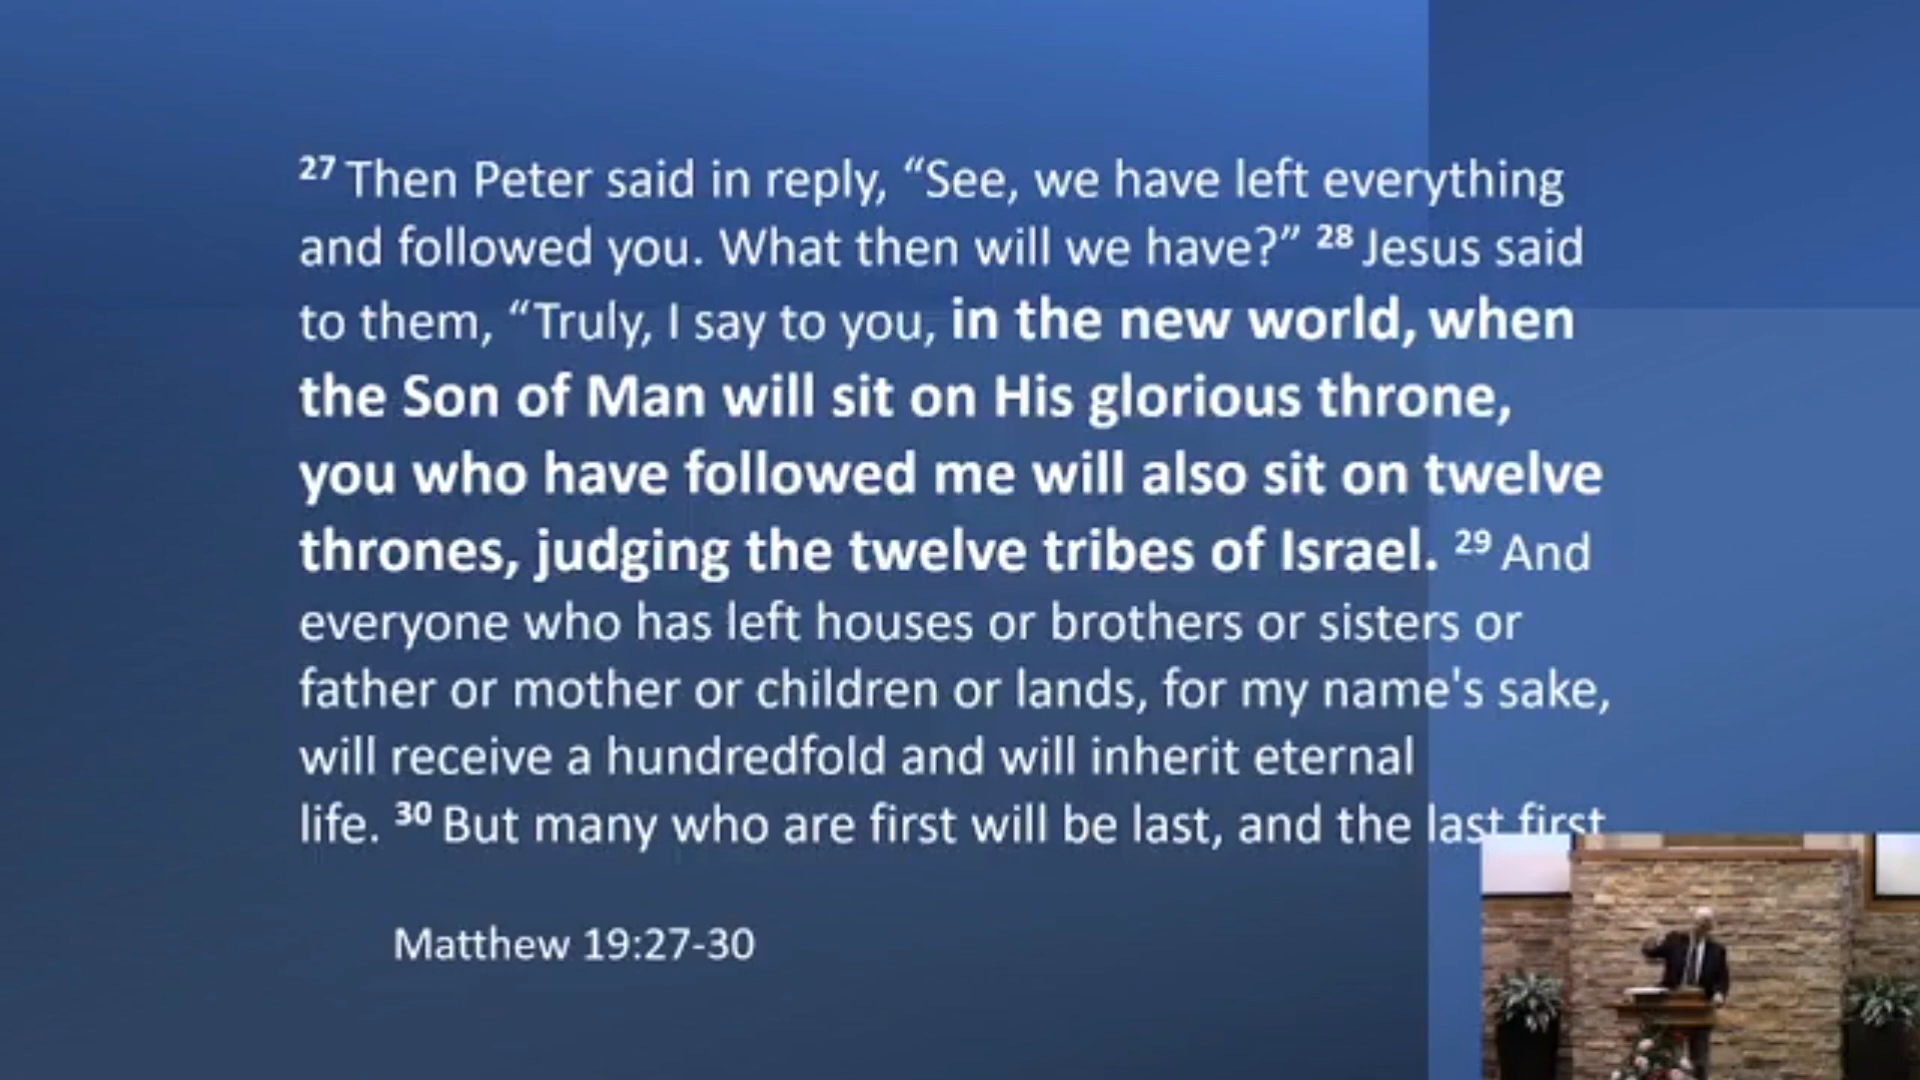 27 Then Peter said in reply, “See, we have left everything
and followed you. What then will we have?” 28 Jesus said
to them, “Truly, I say to you, in the new world, when
the Son of Man will sit on His glorious throne,
you who have followed me will also sit on twelve
thrones, judging the twelve tribes of Israel. 29 And
everyone who has left houses or brothers or sisters or
father or mother or children or lands, for my name's sake,
will receive a hundredfold and will inherit eternal
life. 30 But many who are first will be last, and the last first
Matthew 19:27-30